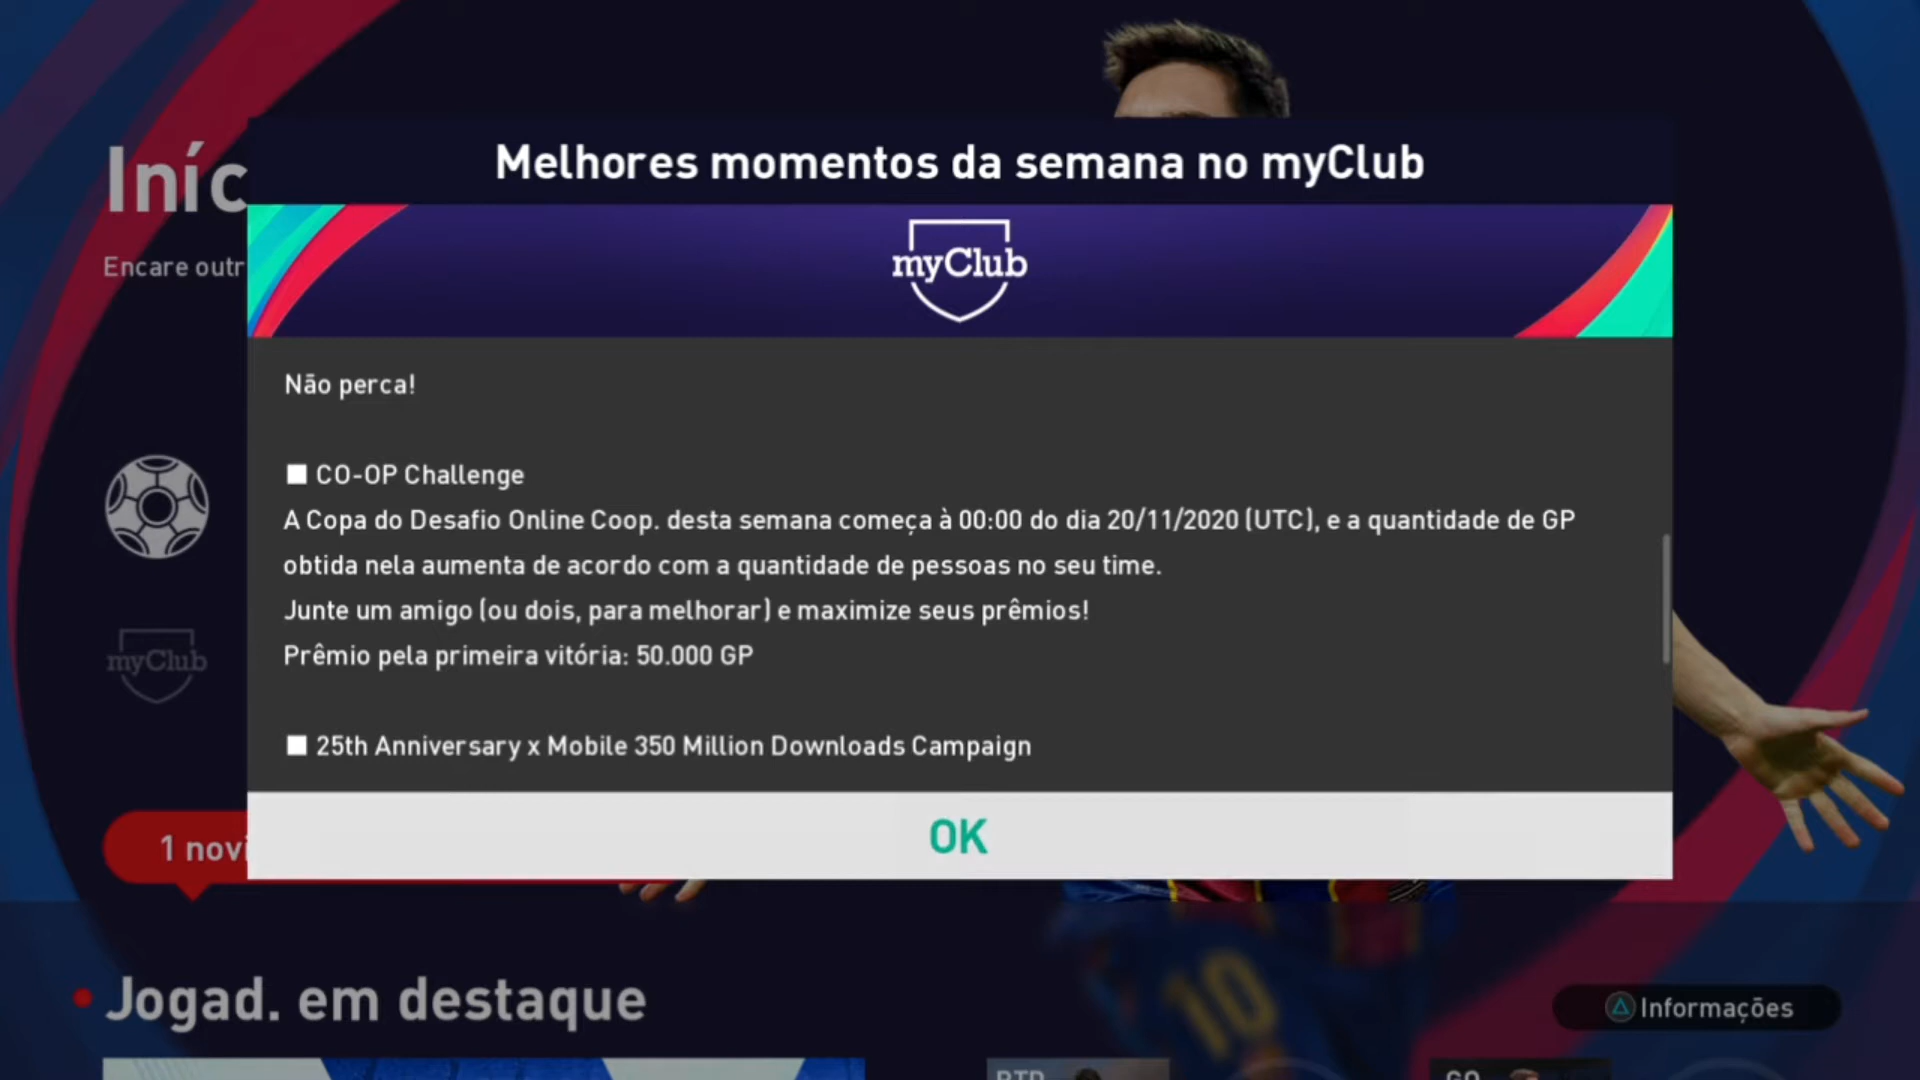 Melhores momentos da semana no myClub
Iníc
Encare outr
myClub
Não perca!
■ CO-OP Challenge
A Copa do Desafio Online Coop. desta semana começa à 00:00 do dia 20/11/2020 (UTC), e a quantidade de GP
obtida nela aumenta de acordo com a quantidade de pessoas no seu time.
Junte um amigo (ou dois, para melhorar) e maximize seus prêmios!
Prêmio pela primeira vitória: 50.000 GP
■ 25th Anniversary x Mobile 350 Million Downloads Campaign
myClub
OK
1 novi
10
Jogad. em destaque
Informações